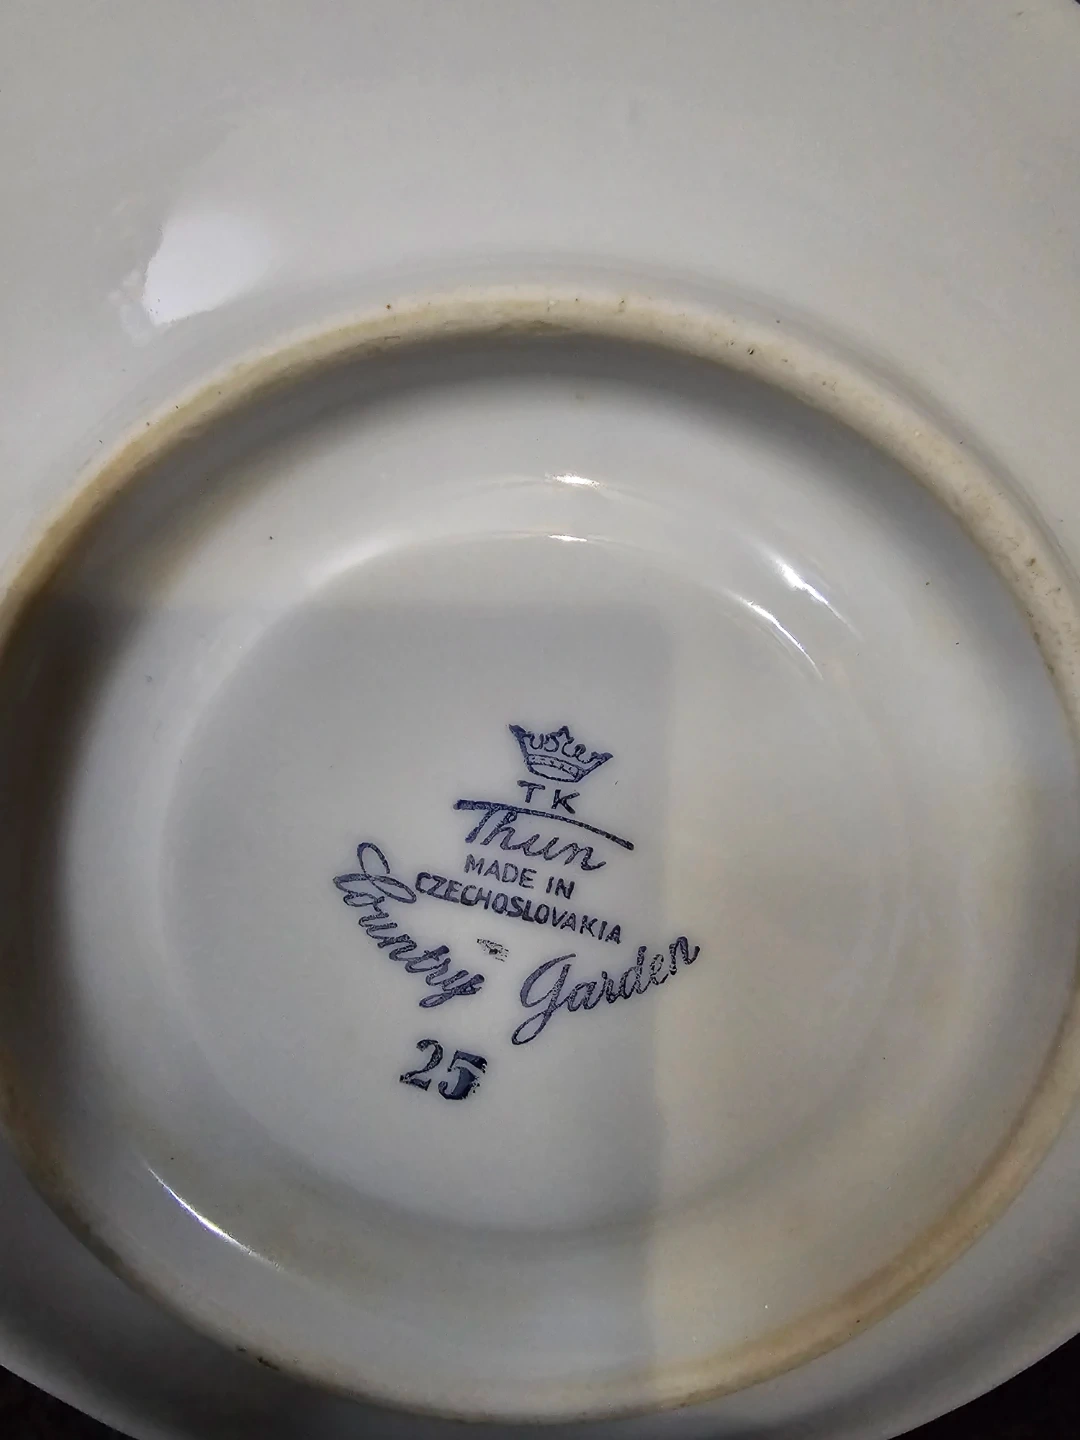 TK
Thun
MADE IN
CZECHOSLOVAKIA
Country Garden
25